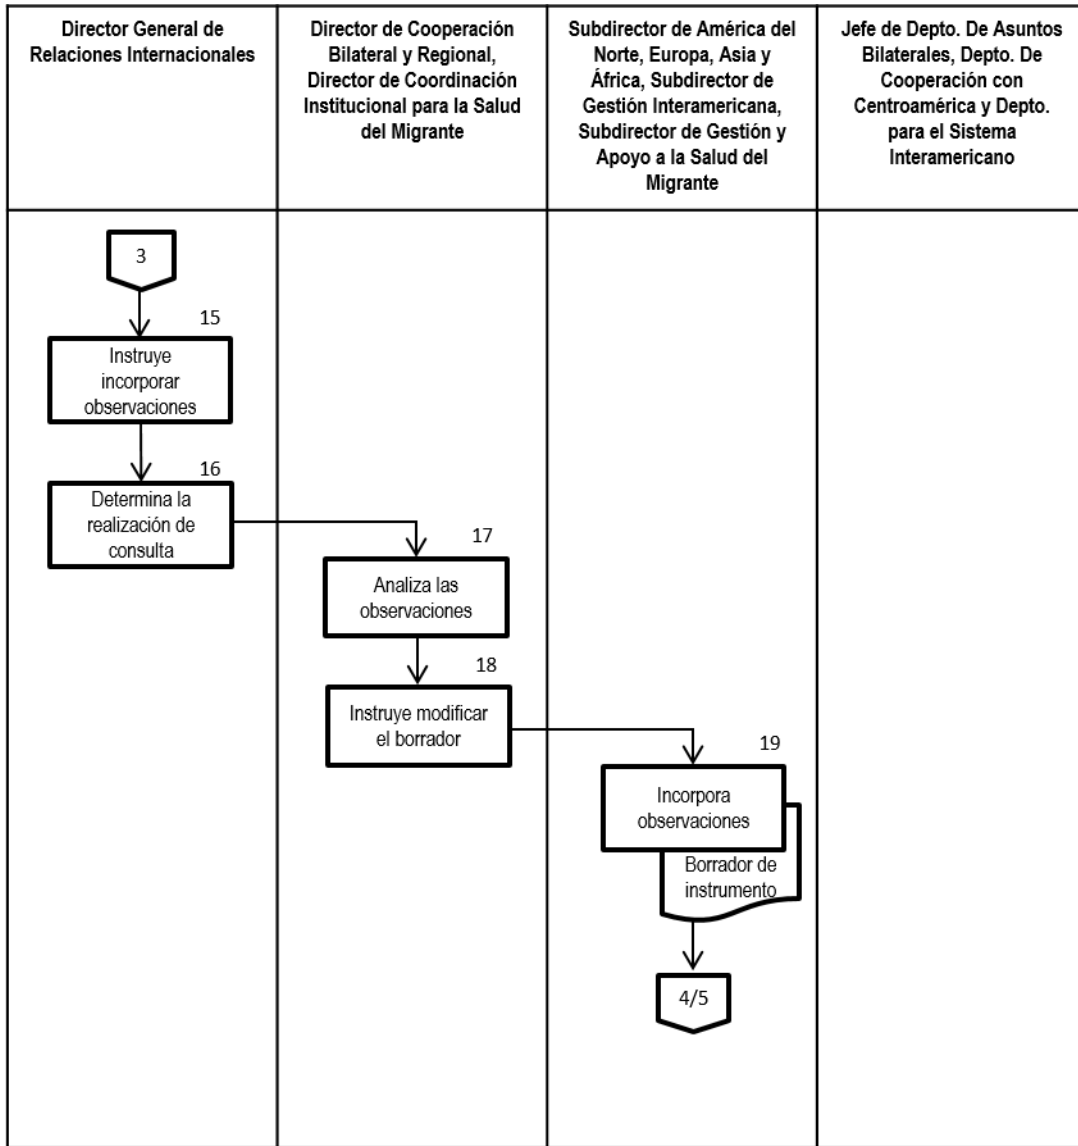 Director General de
Relaciones Internacionales
Director de Cooperación
Bilateral y Regional,
Director de Coordinación
Institucional para la Salud
del Migrante
Subdirector de América del
Norte, Europa, Asia y
África, Subdirector de
Gestión Interamericana,
Subdirector de Gestión y
Apoyo a la Salud del
Migrante
Jefe de Depto. De Asuntos
Bilaterales, Depto. De
Cooperación con
Centroamérica y Depto.
para el Sistema
Interamericano
3
15
Instruye
incorporar
observaciones
16
Determina la
realización de
consulta
17
Analiza las
observaciones
18
Instruye modificar
el borrador
19
Incorpora
observaciones
Borrador de
instrumento
4/5